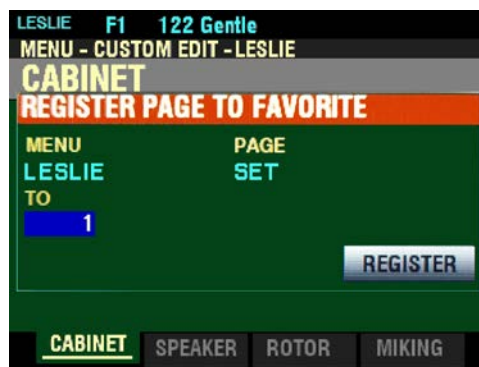 LESLIE F1 122 Gentle
MENU - CUSTOM EDIT - LESLIE
CABINET
REGISTER PAGE TO FAVORITE
MENU PAGE
LESLIE SET
TO
1
REGISTER
CABINET SPEAKER ROTOR MIKING